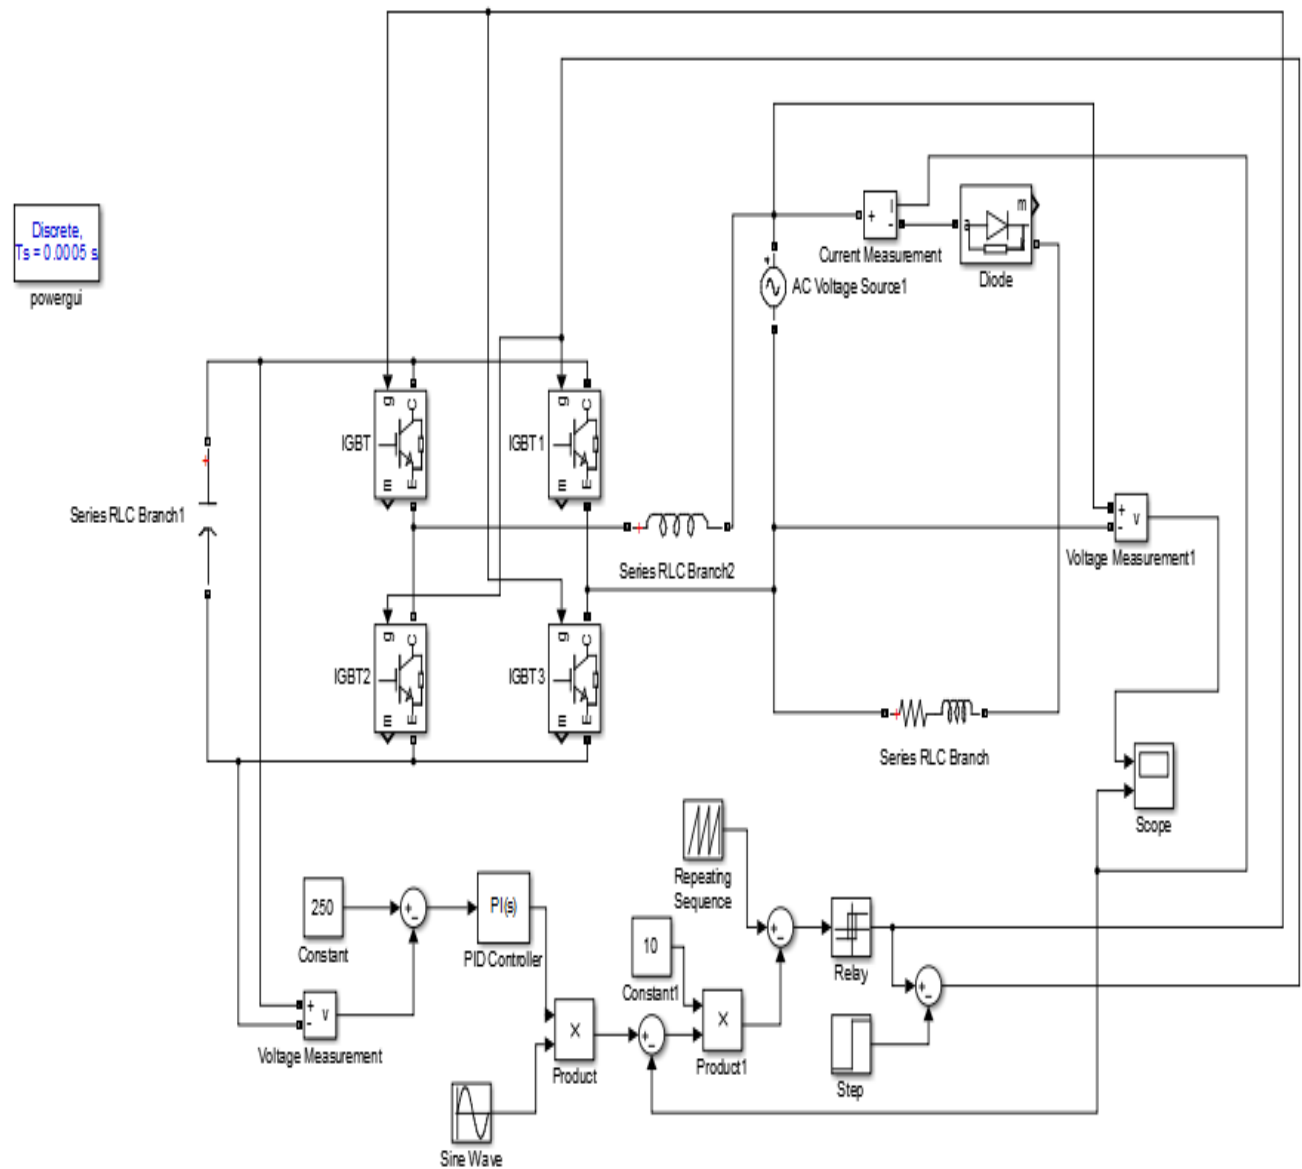 m
I
+
-
Discrete,
Ts = 0.0005 s
powergui
Current Measurement
Diode
AC Voltage Source1
g
C
IGBT
m
E
g
C
IGBT1
m
E
Series RLC Branch1
+
+
Series RLC Branch2
+
-
v
Voltage Measurement1
g
C
IGBT2
m
E
g
C
IGBT3
m
E
+
Series RLC Branch
Scope
Repeating
Sequence
250
Constant
PI(s)
PID Controller
10
Constant1
Relay
+
-
v
Voltage Measurement
×
Product
×
Product1
Step
Sine Wave